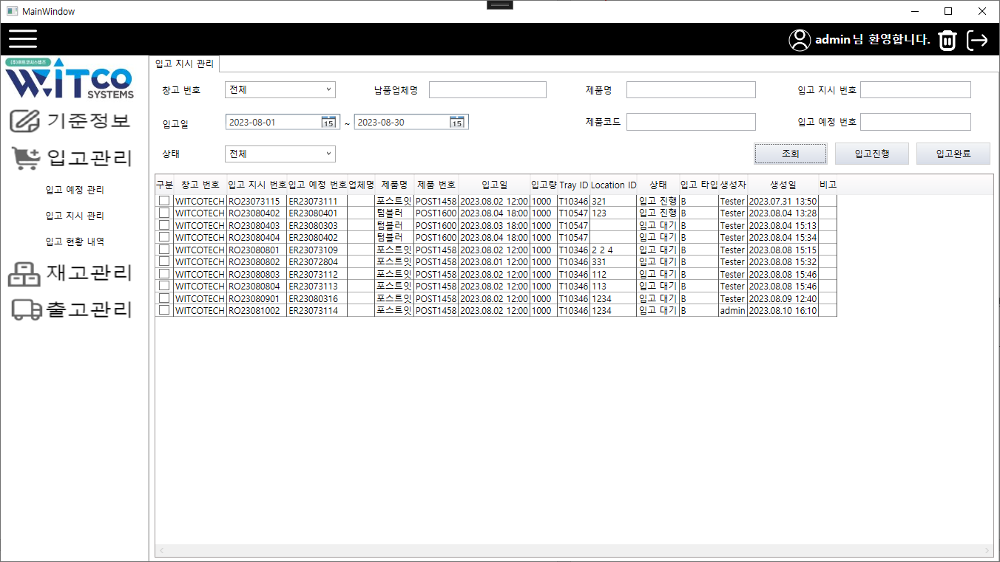 MainWindow
admin 님 환영합니다.
(주)위트코시스템즈
WiTCO
SYSTEMS
기준정보
입고관리
입고 예정 관리
입고 지시 관리
입고 현황 내역
재고관리
출고관리
입고 지시 관리
창고 번호 전체 납품업체명 제품명 입고 지시 번호
입고일 2023-08-01 15 ~ 2023-08-30 15 제품코드 입고 예정 번호
상태 전체 조회 입고진행 입고완료
구분 창고 번호 입고 지시 번호 입고 예정 번호 업체명 제품명 제품 번호 입고일 입고량 Tray ID Location ID 상태 입고 타입 생성자 생성일 비고
WITCOTECH RO23073115 ER23073111 포스트잇 POST1458 2023.08.02 12:00 1000 T10346 321 입고 진행 B Tester 2023.07.31 13:50
WITCOTECH RO23080402 ER23080401 텀블러 POST1600 2023.08.04 18:00 1000 T10547 123 입고 진행 B Tester 2023.08.04 13:28
WITCOTECH RO23080403 ER23080303 텀블러 POST1600 2023.08.03 18:00 1000 T10547 입고 대기 B Tester 2023.08.04 15:13
WITCOTECH RO23080404 ER23080402 텀블러 POST1600 2023.08.04 18:00 1000 T10547 입고 대기 B Tester 2023.08.04 15:34
WITCOTECH RO23080801 ER23073109 포스트잇 POST1458 2023.08.02 12:00 1000 T10346 2 2 4 입고 대기 B Tester 2023.08.08 15:15
WITCOTECH RO23080802 ER23072804 포스트잇 POST1458 2023.08.01 12:00 1000 T10346 331 입고 대기 B Tester 2023.08.08 15:32
WITCOTECH RO23080803 ER23073112 포스트잇 POST1458 2023.08.02 12:00 1000 T10346 112 입고 대기 B Tester 2023.08.08 15:46
WITCOTECH RO23080804 ER23073113 포스트잇 POST1458 2023.08.02 12:00 1000 T10346 113 입고 대기 B Tester 2023.08.08 15:46
WITCOTECH RO23080901 ER23080316 포스트잇 POST1458 2023.08.02 12:00 1000 T10346 1234 입고 대기 B Tester 2023.08.09 12:40
WITCOTECH RO23081002 ER23073114 포스트잇 POST1458 2023.08.02 12:00 1000 T10346 1234 입고 대기 B admin 2023.08.10 16:10